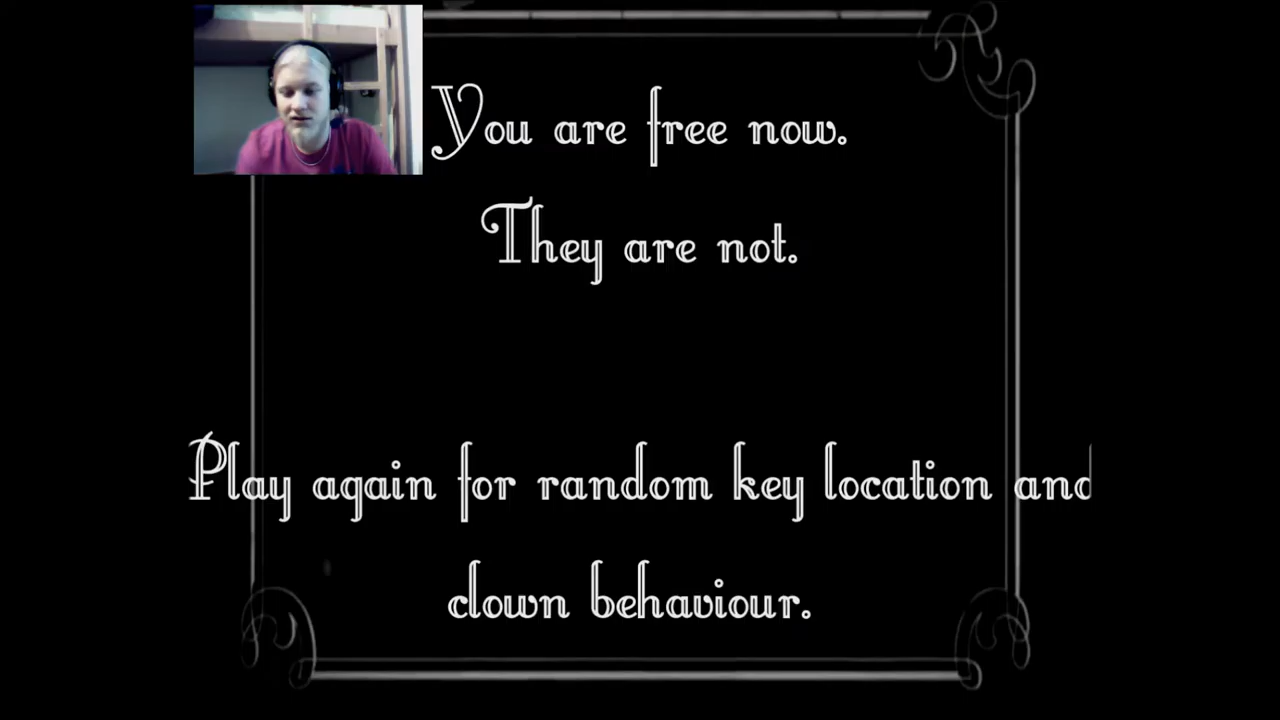 You are free now.
They are not.
Play again for random key location and
clown behaviour.